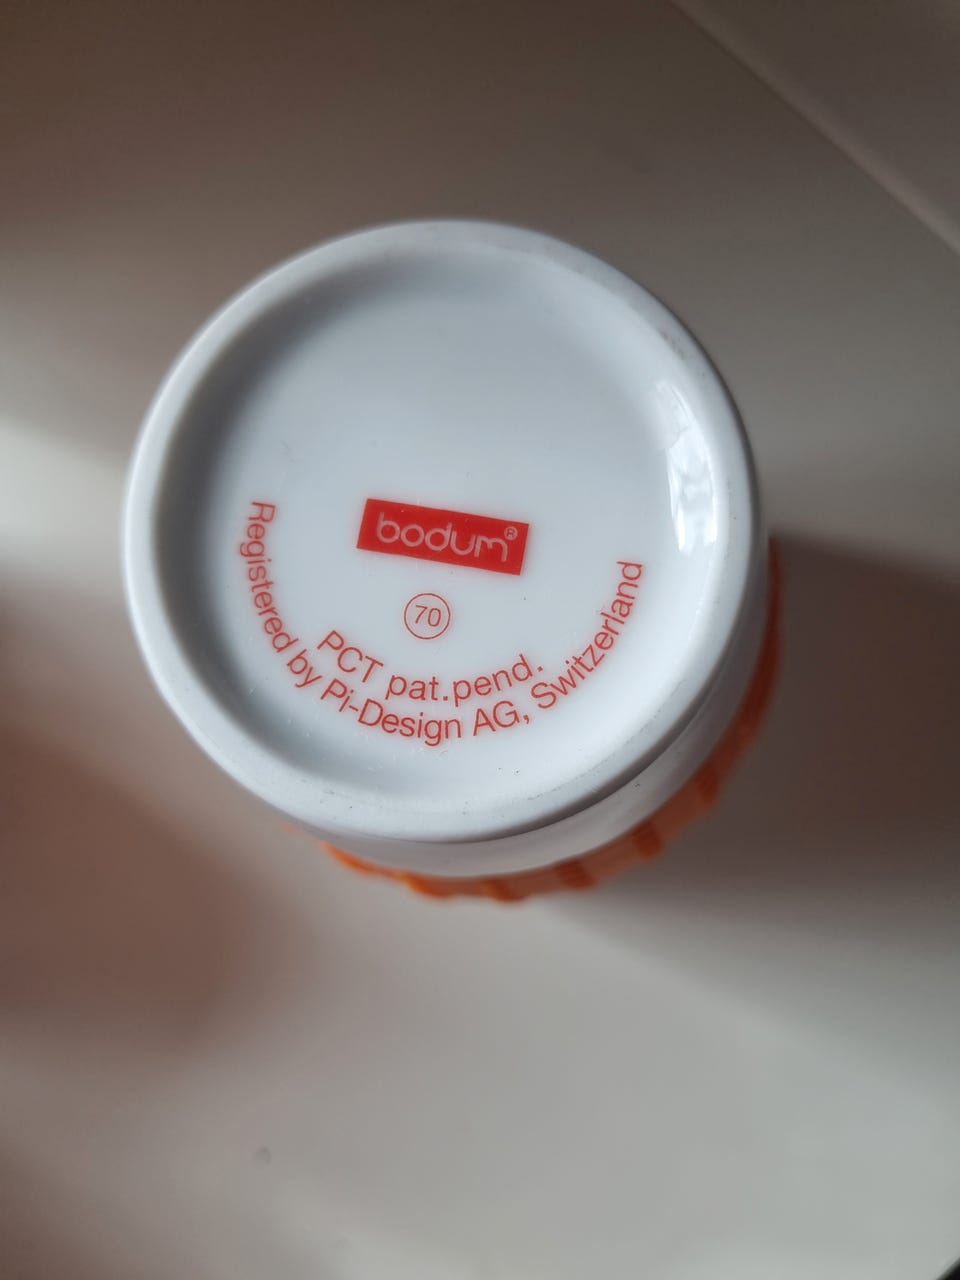 bodum®
70
PCT pat.pend.
Registered by Pi-Design AG, Switzerland